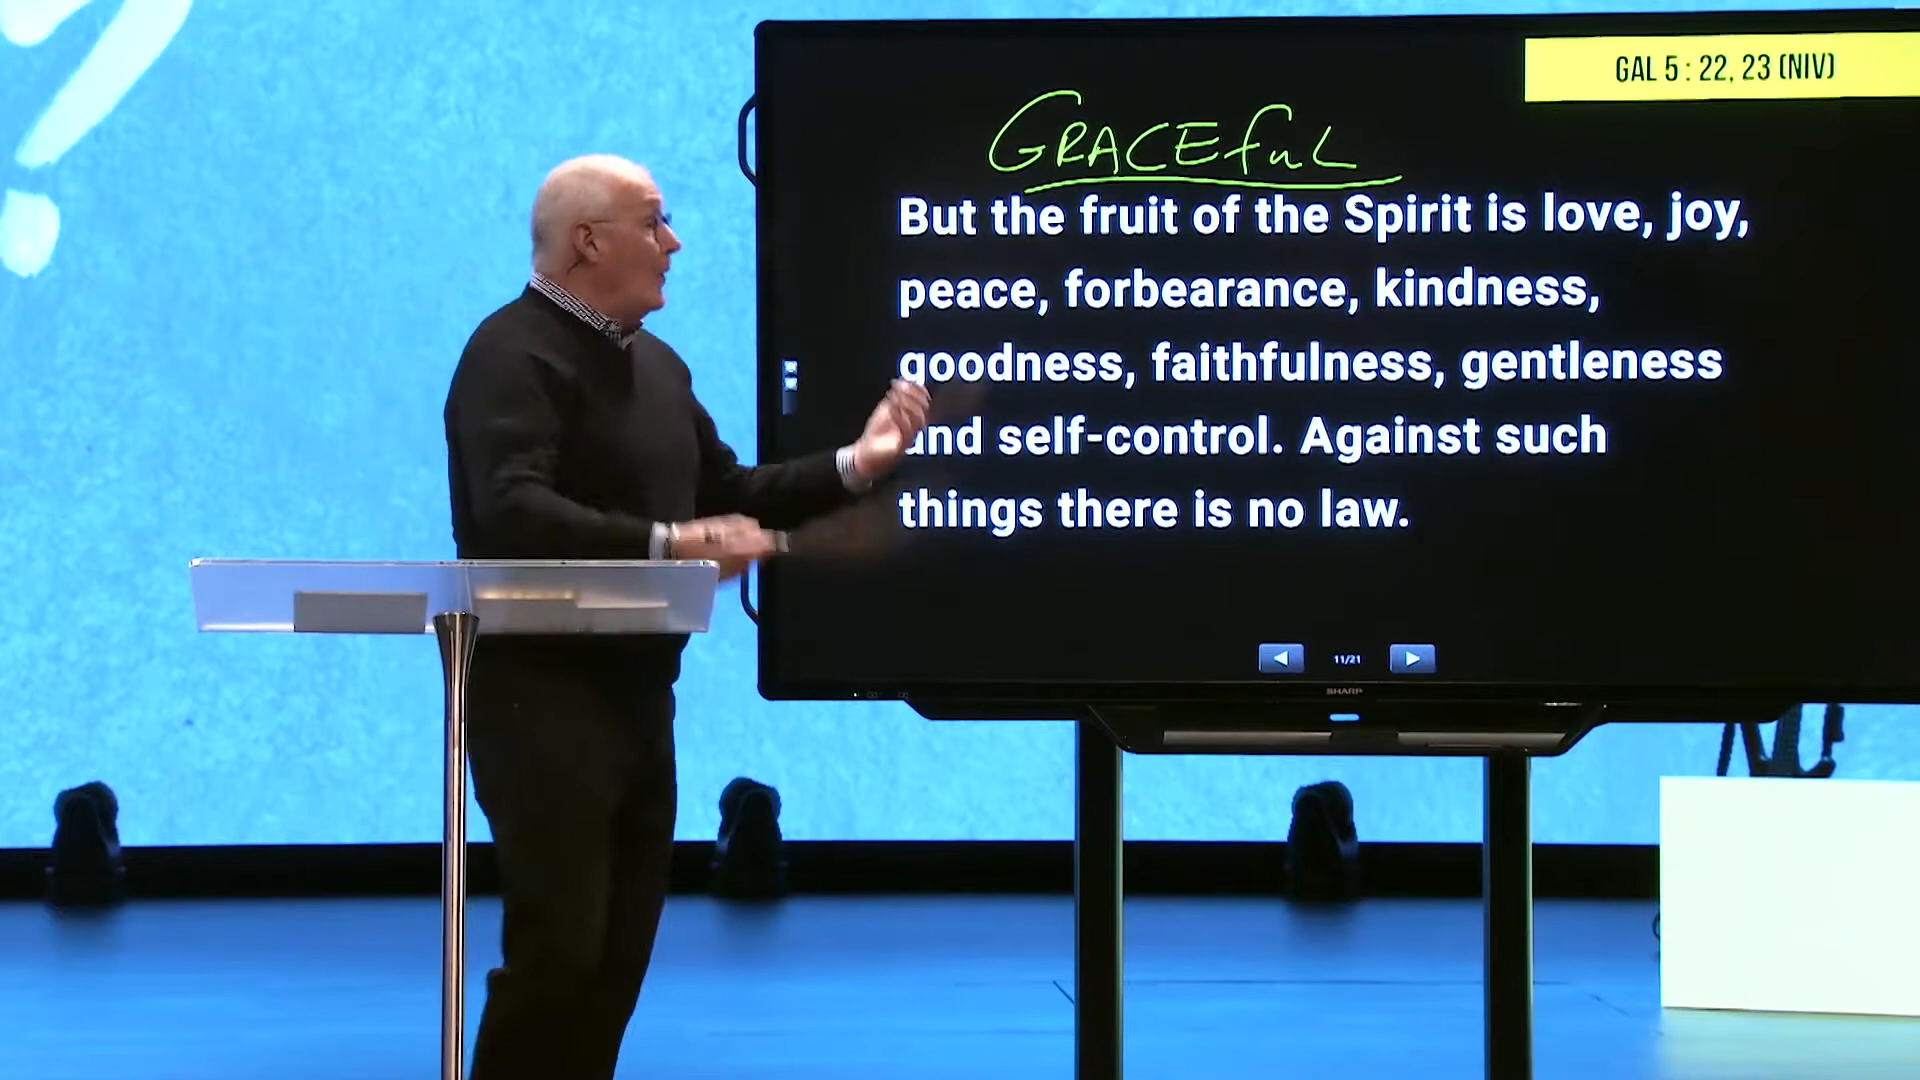 GAL 5 : 22, 23 (NIV)
GRACEfuL
But the fruit of the Spirit is love, joy,
peace, forbearance, kindness,
goodness, faithfulness, gentleness
and self-control. Against such
things there is no law.
11/21
SHARP